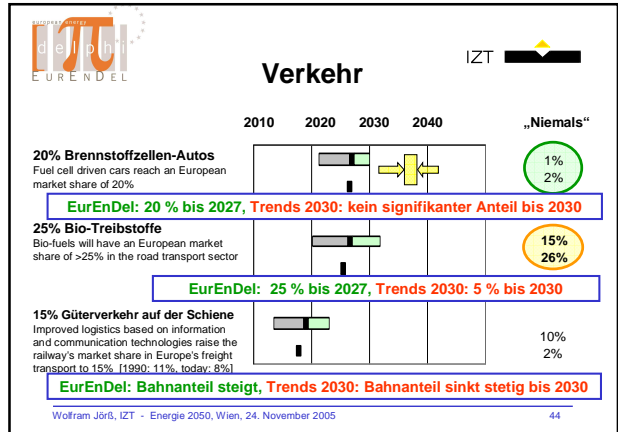 european energy
delphi
EURENDEL
IZT
Verkehr
2010 2020 2030 2040 „Niemals“
20% Brennstoffzellen-Autos
Fuel cell driven cars reach an European
market share of 20%
1%
2%
EurEnDel: 20 % bis 2027, Trends 2030: kein signifikanter Anteil bis 2030
25% Bio-Treibstoffe
Bio-fuels will have an European market
share of >25% in the road transport sector
15%
26%
EurEnDel: 25 % bis 2027, Trends 2030: 5 % bis 2030
15% Güterverkehr auf der Schiene
Improved logistics based on information
and communication technologies raise the
railway's market share in Europe's freight
transport to 15% [1990: 11%, today: 8%]
10%
2%
EurEnDel: Bahnanteil steigt, Trends 2030: Bahnanteil sinkt stetig bis 2030
Wolfram Jörß, IZT - Energie 2050, Wien, 24. November 2005 44